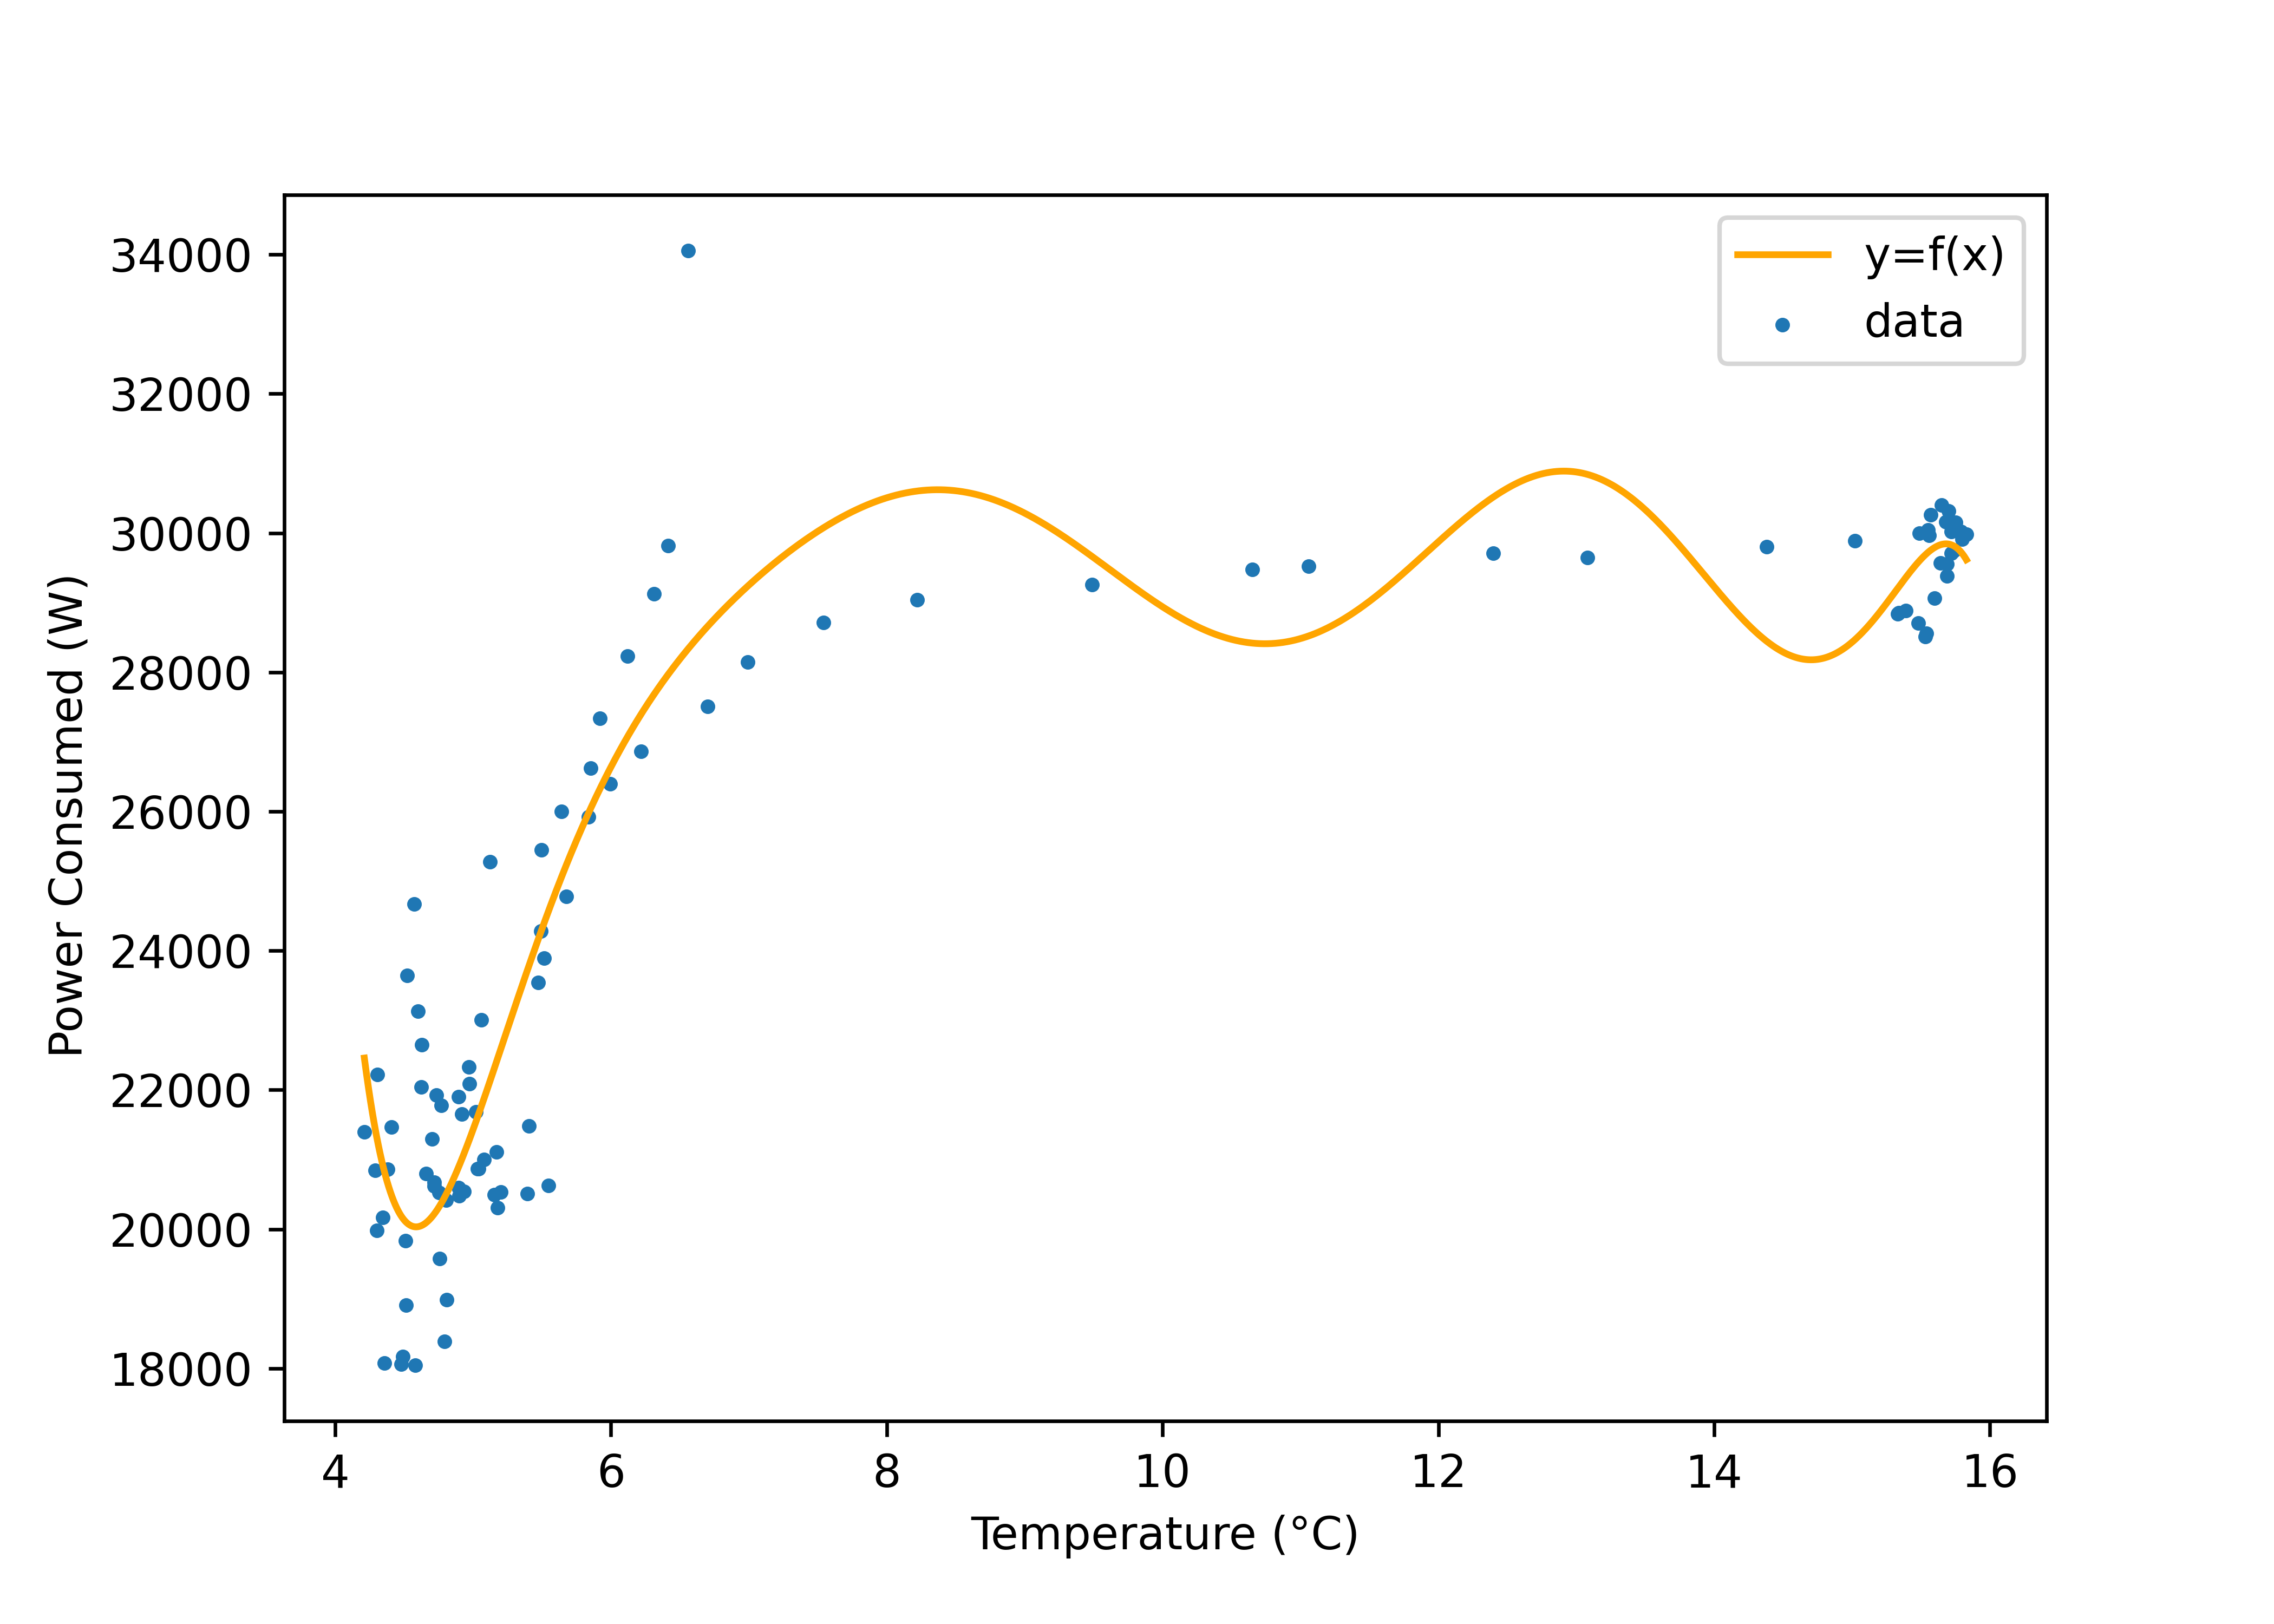 34000
32000
30000
28000
26000
24000
22000
20000
18000
Power Consumed (W)
y=f(x)
data
4 6 8 10 12 14 16
Temperature (°C)